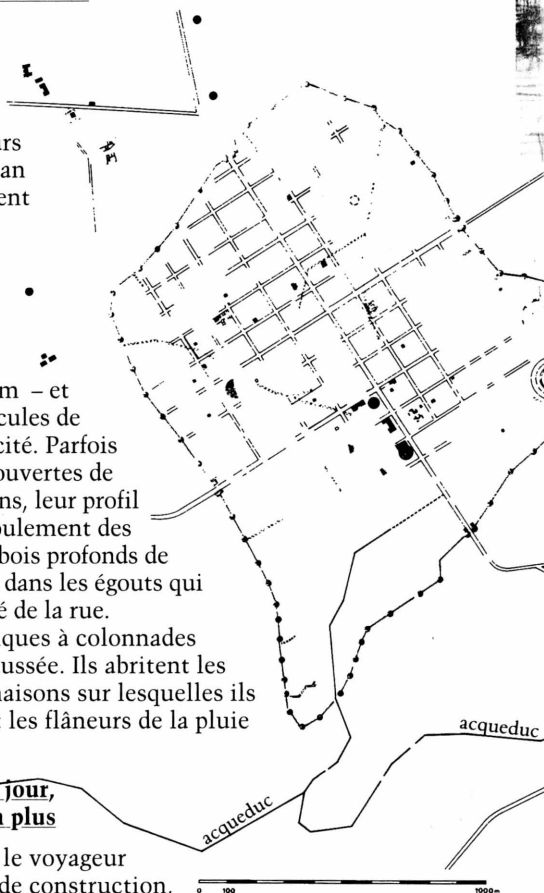 urs
an
ent
m – et
cules de
cité. Parfois
ouvertes de
ns, leur profil
oulement des
bois profonds de
dans les égouts qui
é de la rue.
iques à colonnades
ussée. Ils abritent les
naisons sur lesquelles ils
les flâneurs de la pluie
jour,
plus
le voyageur
de construction.
acqueduc
acqueduc
0 100 1000m